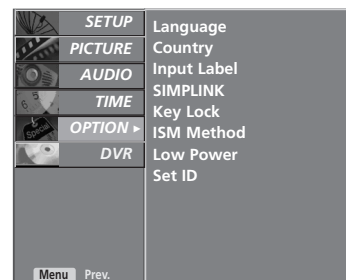 SETUP
PICTURE
AUDIO
TIME
OPTION ►
DVR
Language
Country
Input Label
SIMPLINK
Key Lock
ISM Method
Low Power
Set ID
Menu Prev.